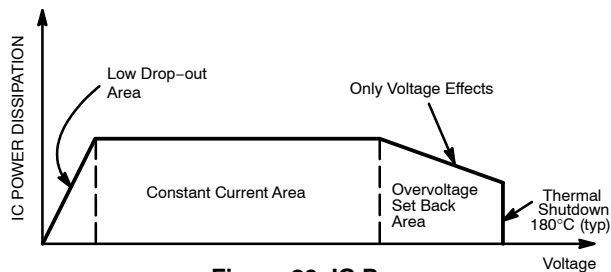 IC POWER DISSIPATION
Low Drop−out
Area
Only Voltage Effects
Constant Current Area
Overvoltage
Set Back
Area
Thermal
Shutdown
180°C (typ)
Voltage